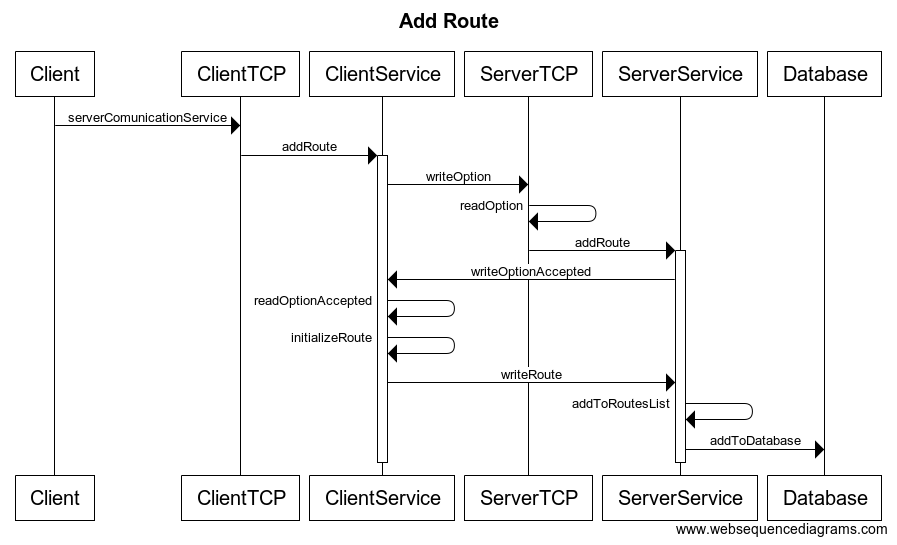 Add Route
Client ClientTCP ClientService ServerTCP ServerService Database
serverComunicationService
addRoute
writeOption
readOption
addRoute
writeOptionAccepted
readOptionAccepted
initializeRoute
writeRoute
addToRoutesList
addToDatabase
Client ClientTCP ClientService ServerTCP ServerService Database
www.websequencediagrams.com